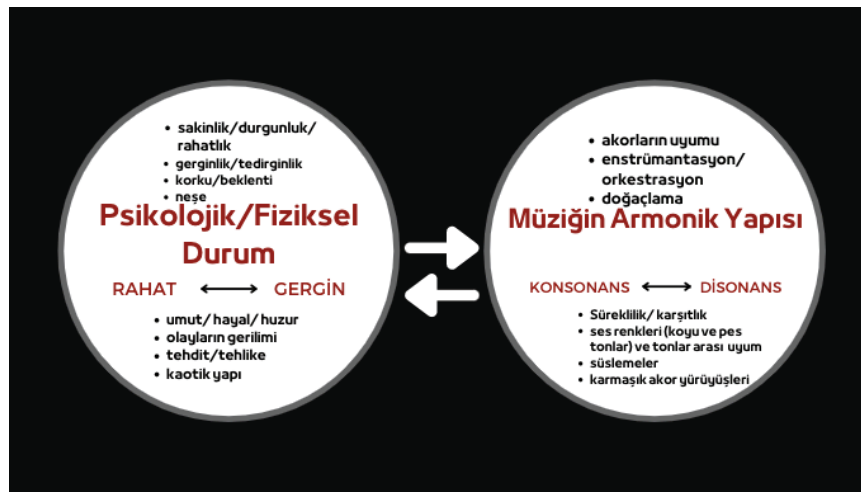 • sakinlik/durgunluk/
rahatlık
• gerginlik/tedirginlik
• korku/beklenti
• neşe
Psikolojik/Fiziksel
Durum
RAHAT ⟷ GERGİN
• umut/ hayal/ huzur
• olayların gerilimi
• tehdit/tehlike
• kaotik yapı
• akorların uyumu
• enstrümantasyon/
orkestrasyon
• doğaçlama
Müziğin Armonik Yapısı
KONSONANS ⟷ DİSONANS
• Süreklilik/ karşıtlık
• ses renkleri (koyu ve pes
tonlar) ve tonlar arası uyum
• süslemeler
• karmaşık akor yürüyüşleri